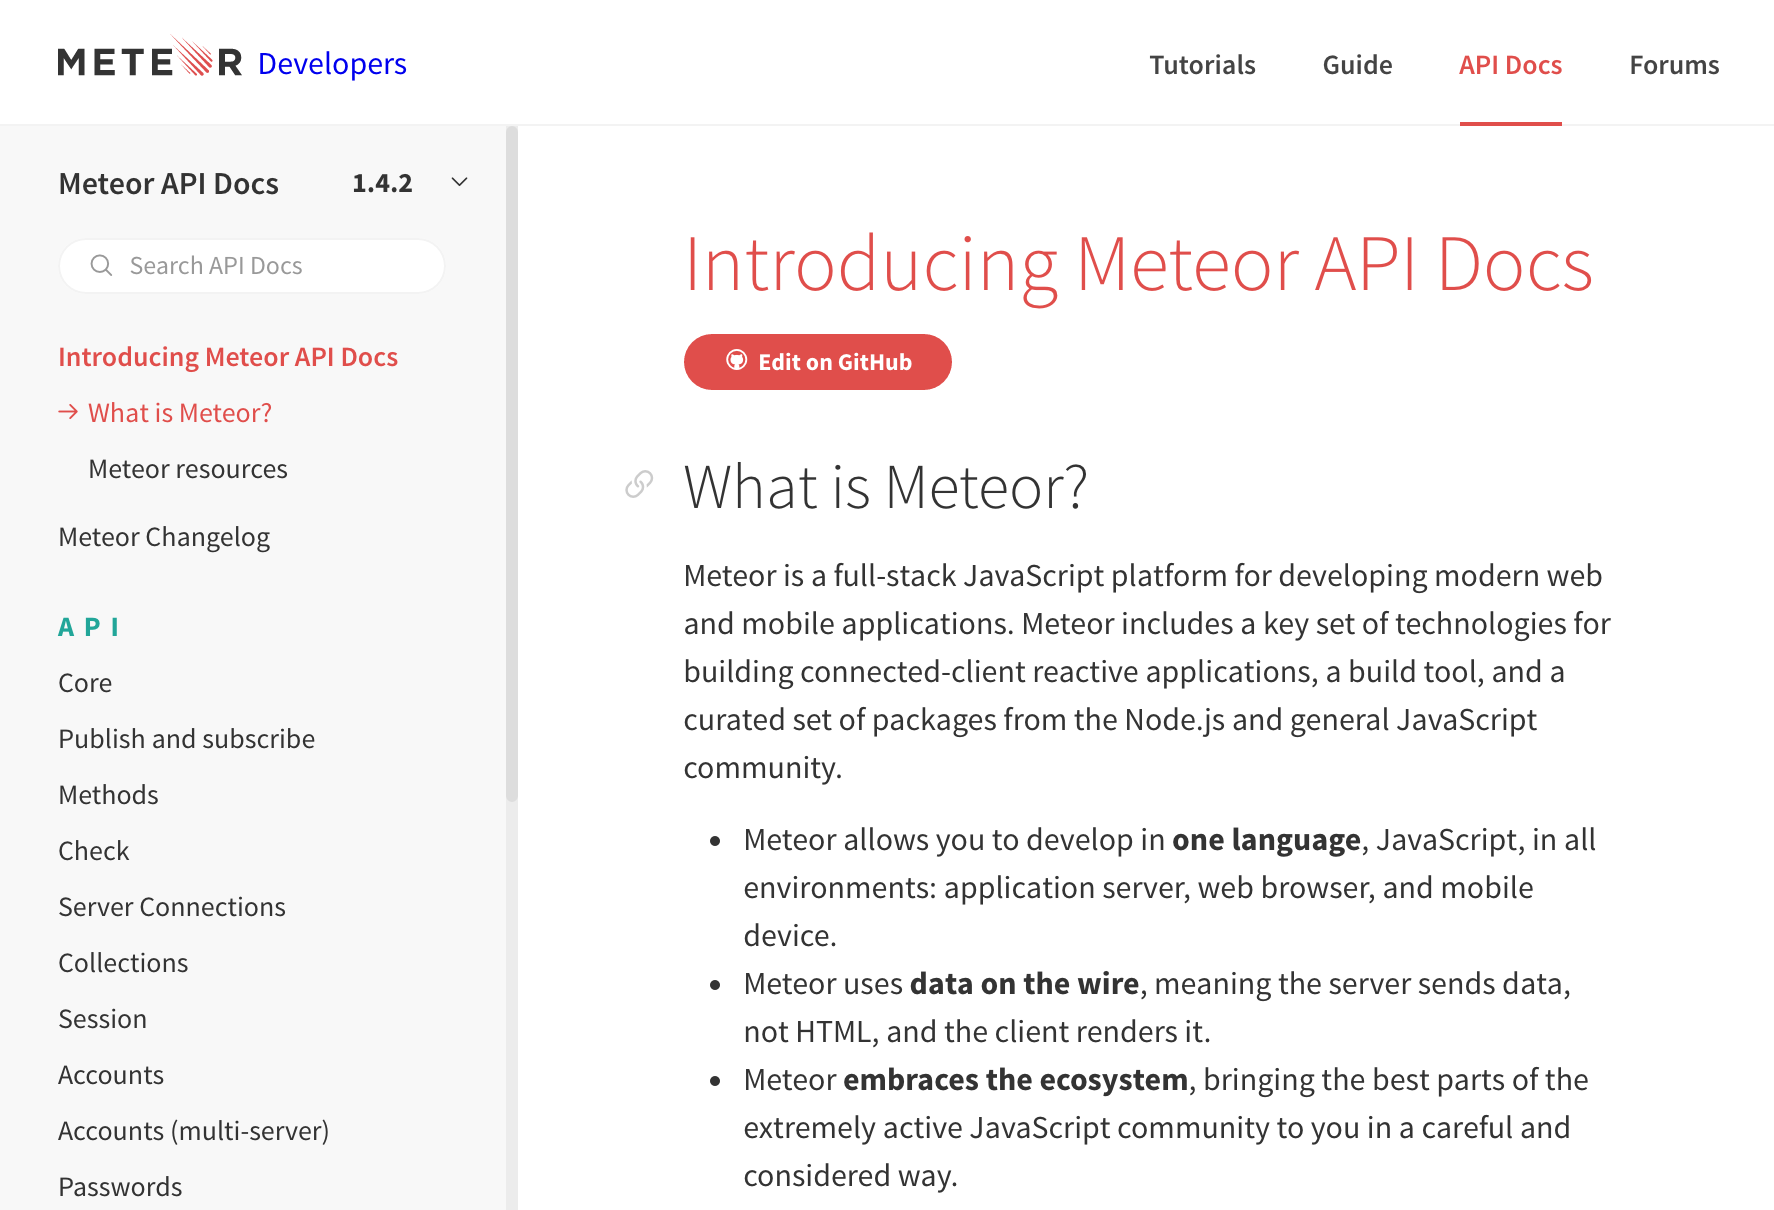 METEOR Developers
Tutorials Guide API Docs Forums
Meteor API Docs 1.4.2
Search API Docs
Introducing Meteor API Docs
→ What is Meteor?
Meteor resources
Meteor Changelog
API
Core
Publish and subscribe
Methods
Check
Server Connections
Collections
Session
Accounts
Accounts (multi-server)
Passwords
Introducing Meteor API Docs
Edit on GitHub
What is Meteor?
Meteor is a full-stack JavaScript platform for developing modern web
and mobile applications. Meteor includes a key set of technologies for
building connected-client reactive applications, a build tool, and a
curated set of packages from the Node.js and general JavaScript
community.
• Meteor allows you to develop in one language, JavaScript, in all
environments: application server, web browser, and mobile
device.
• Meteor uses data on the wire, meaning the server sends data,
not HTML, and the client renders it.
• Meteor embraces the ecosystem, bringing the best parts of the
extremely active JavaScript community to you in a careful and
considered way.